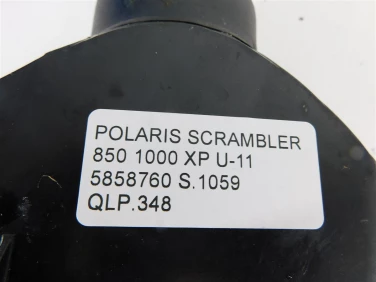 POLARIS SCRAMBLER
850 1000 XP U-11
5858760 S.1059
QLP.348